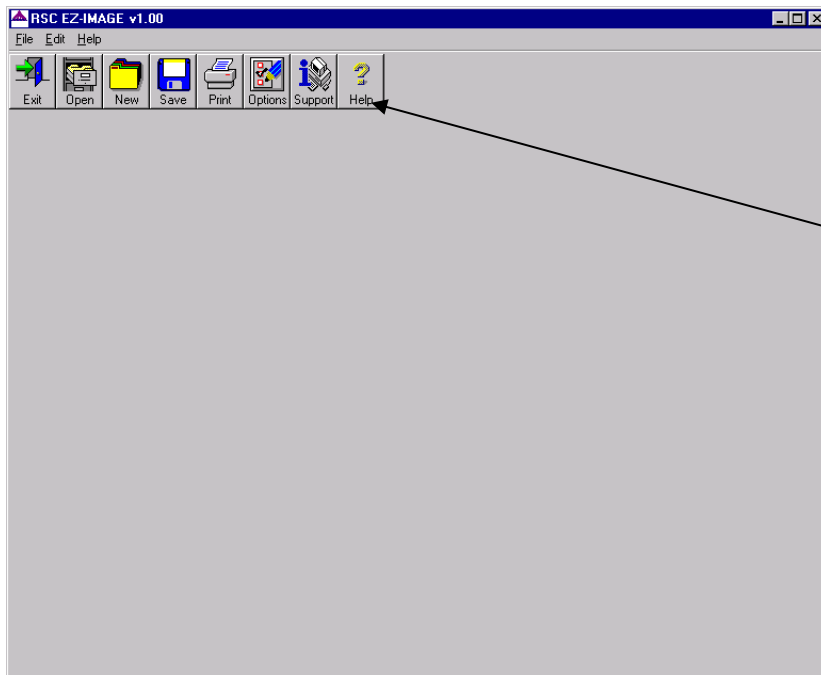 RSC EZ-IMAGE v1.00
File Edit Help
Exit Open New Save Print Options Support Help